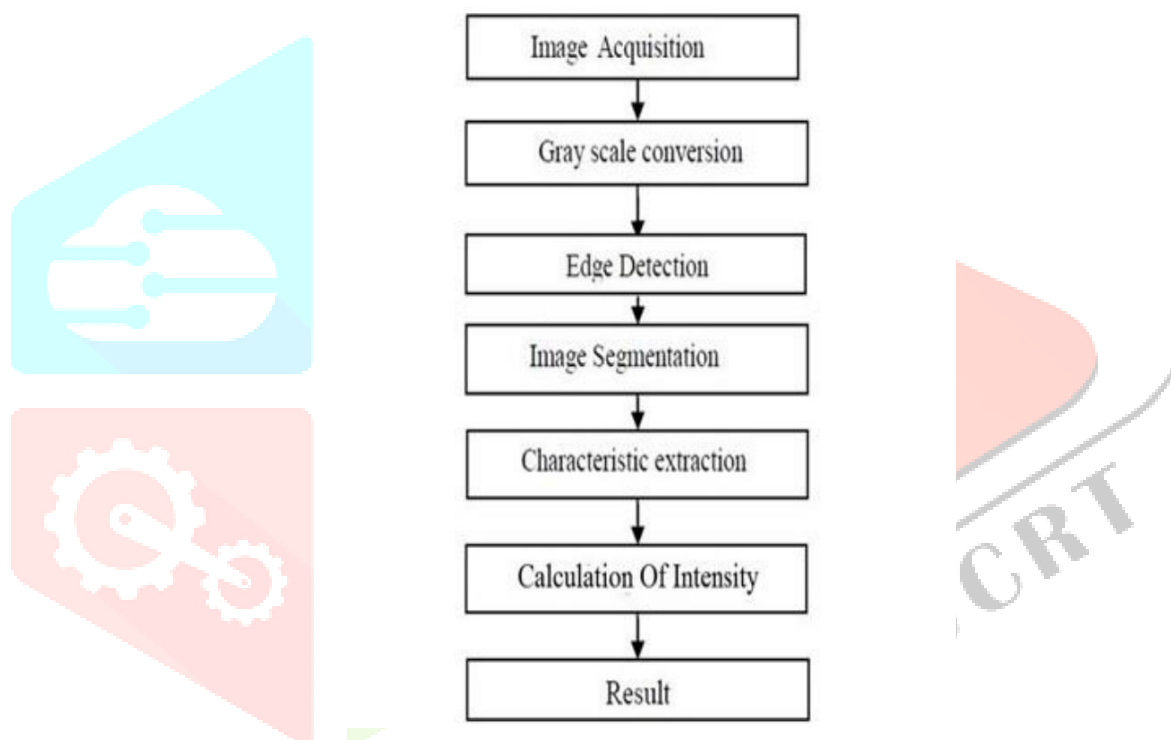 Image Acquisition
Gray scale conversion
Edge Detection
Image Segmentation
Characteristic extraction
Calculation Of Intensity
Result
CRT